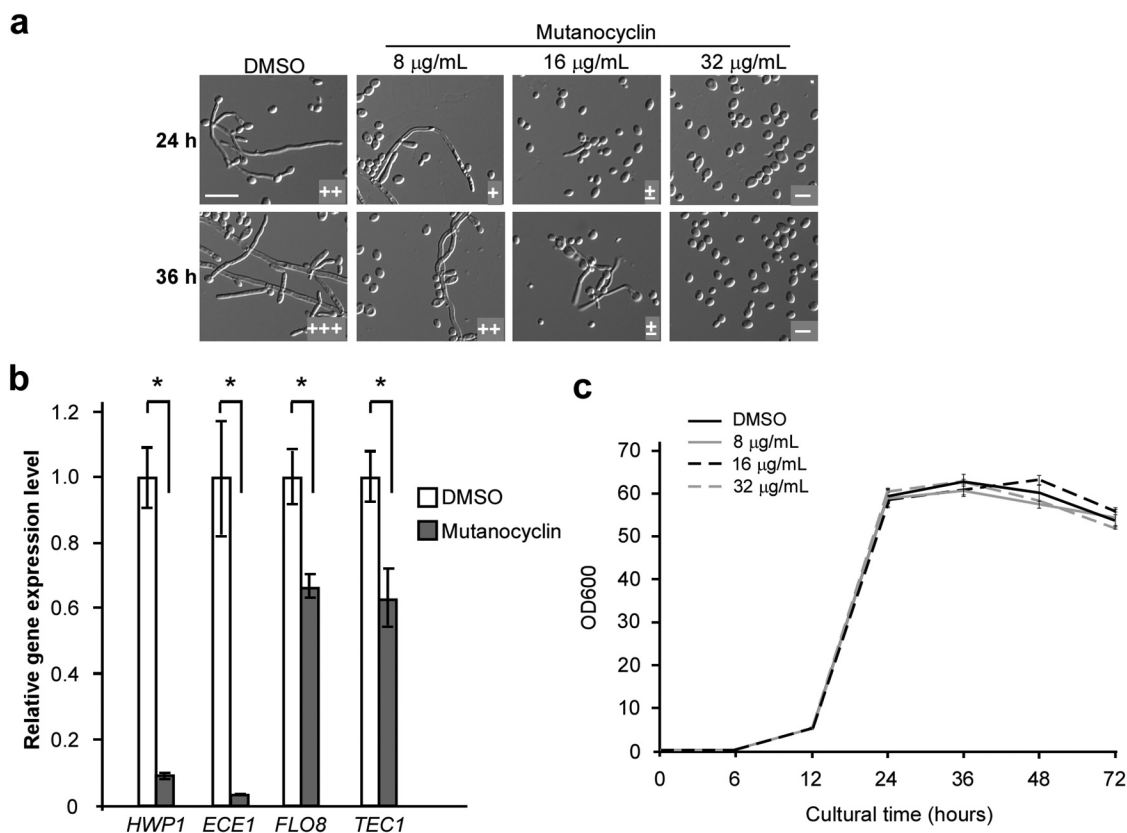 a
Mutanocyclin
DMSO 8 μg/mL 16 μg/mL 32 μg/mL
24 h
++ + ± –
36 h
+++ ++ ± –
b
* * * *
Relative gene expression level
1.2
1.0
0.8
0.6
0.4
0.2
0
DMSO
Mutanocyclin
HWP1 ECE1 FLO8 TEC1
c
DMSO
8 μg/mL
16 μg/mL
32 μg/mL
OD600
70
60
50
40
30
20
10
0
0 6 12 24 36 48 72
Cultural time (hours)